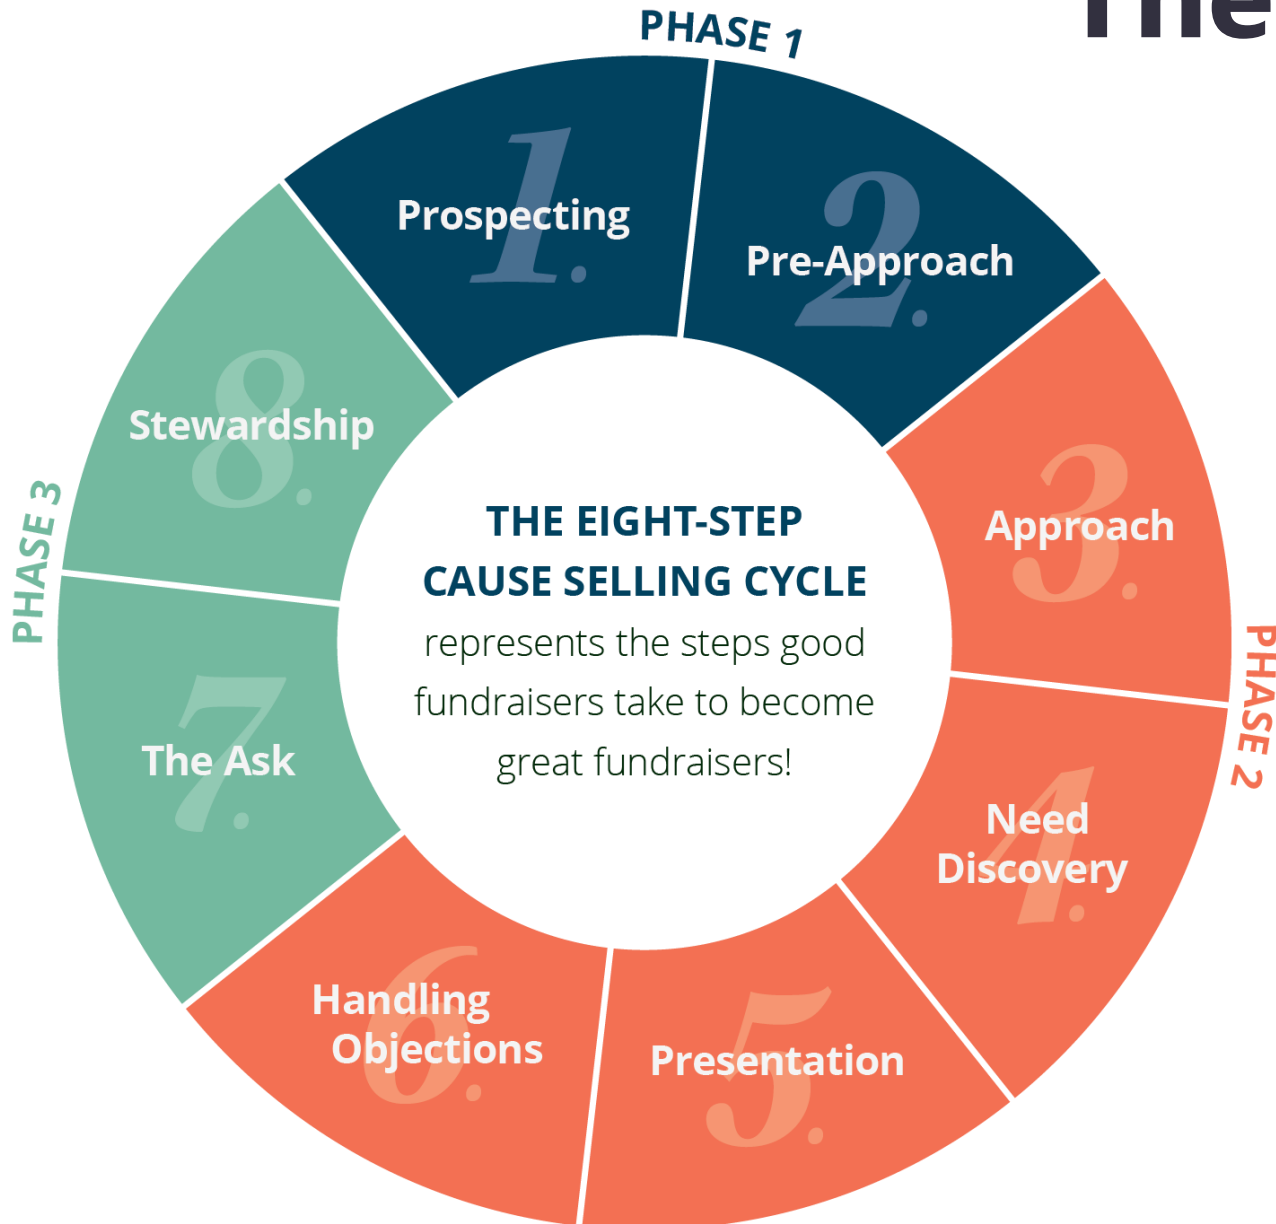 The
PHASE 1
1.
Prospecting
2.
Pre-Approach
PHASE 2
3.
Approach
4.
Need
Discovery
5.
Presentation
6.
Handling
Objections
PHASE 3
7.
The Ask
8.
Stewardship
THE EIGHT-STEP
CAUSE SELLING CYCLE
represents the steps good
fundraisers take to become
great fundraisers!